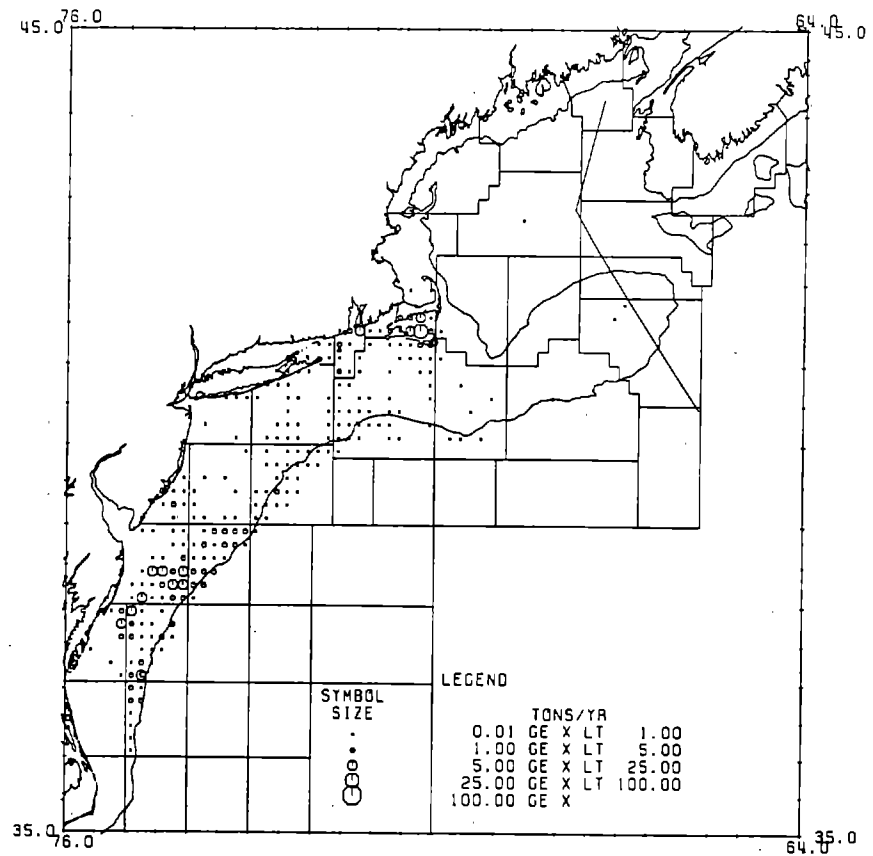 76.0 64.0
45.0 45.0
LEGEND
SYMBOL
SIZE
TONS/YR
0.01 GE X LT 1.00
1.00 GE X LT 5.00
5.00 GE X LT 25.00
25.00 GE X LT 100.00
100.00 GE X
35.0 35.0
76.0 64.0